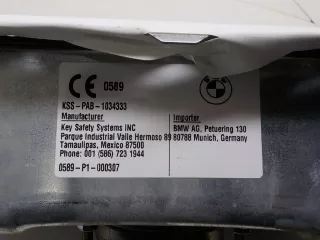 CE 0589
KSS-PAB-1034333
Manufacturer Importer
Key Safety Systems INC BMW AG, Petuering 130
Parque Industrial Valle Hermoso 89 80788 Munich, Germany
Tamaulipas, Mexico 87500
Phone: 001 (586) 723 1944
0589-P1-000307